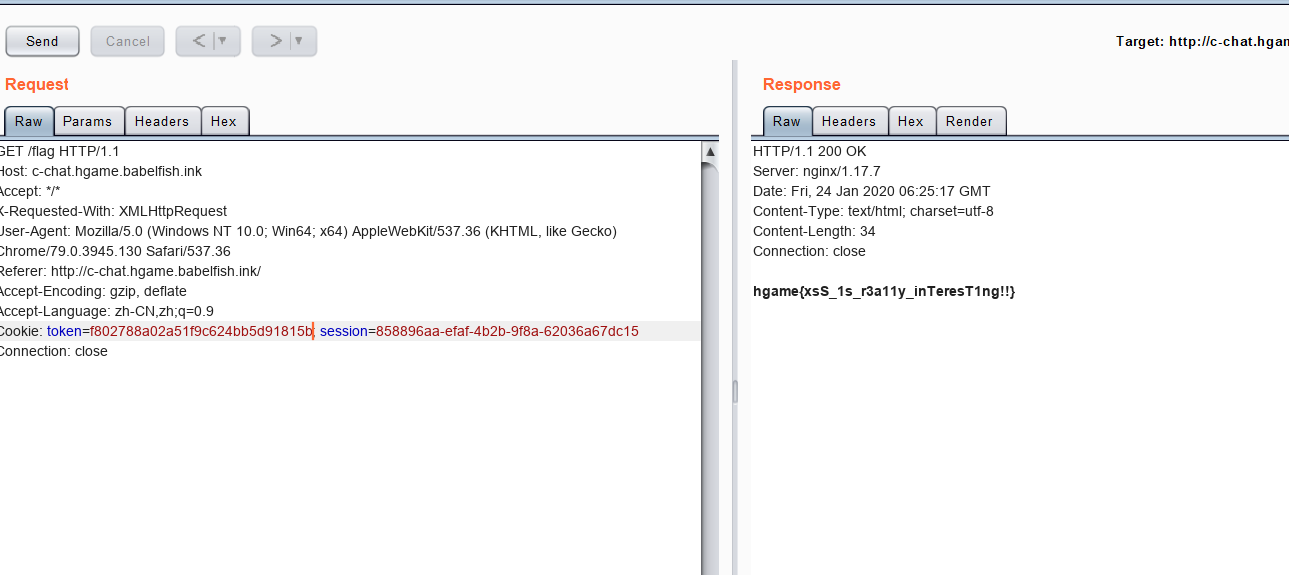 Send
Cancel
<
>
Target: http://c-chat.hgam
Request
Response
Raw
Params
Headers
Hex
Raw
Headers
Hex
Render
GET /flag HTTP/1.1
Host: c-chat.hgame.babelfish.ink
Accept: */*
X-Requested-With: XMLHttpRequest
User-Agent: Mozilla/5.0 (Windows NT 10.0; Win64; x64) AppleWebKit/537.36 (KHTML, like Gecko)
Chrome/79.0.3945.130 Safari/537.36
Referer: http://c-chat.hgame.babelfish.ink/
Accept-Encoding: gzip, deflate
Accept-Language: zh-CN,zh;q=0.9
Cookie: token=f802788a02a51f9c624bb5d91815b; session=858896aa-efaf-4b2b-9f8a-62036a67dc15
Connection: close
HTTP/1.1 200 OK
Server: nginx/1.17.7
Date: Fri, 24 Jan 2020 06:25:17 GMT
Content-Type: text/html; charset=utf-8
Content-Length: 34
Connection: close
hgame{xsS_1s_r3a11y_inTeresT1ng!!}